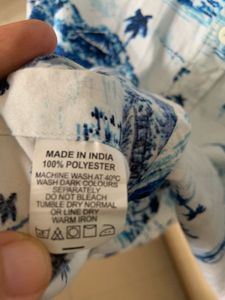 MADE IN INDIA
100% POLYESTER
MACHINE WASH AT 40°C
WASH DARK COLOURS
SEPARATELY
DO NOT BLEACH
TUMBLE DRY NORMAL
OR LINE DRY
WARM IRON